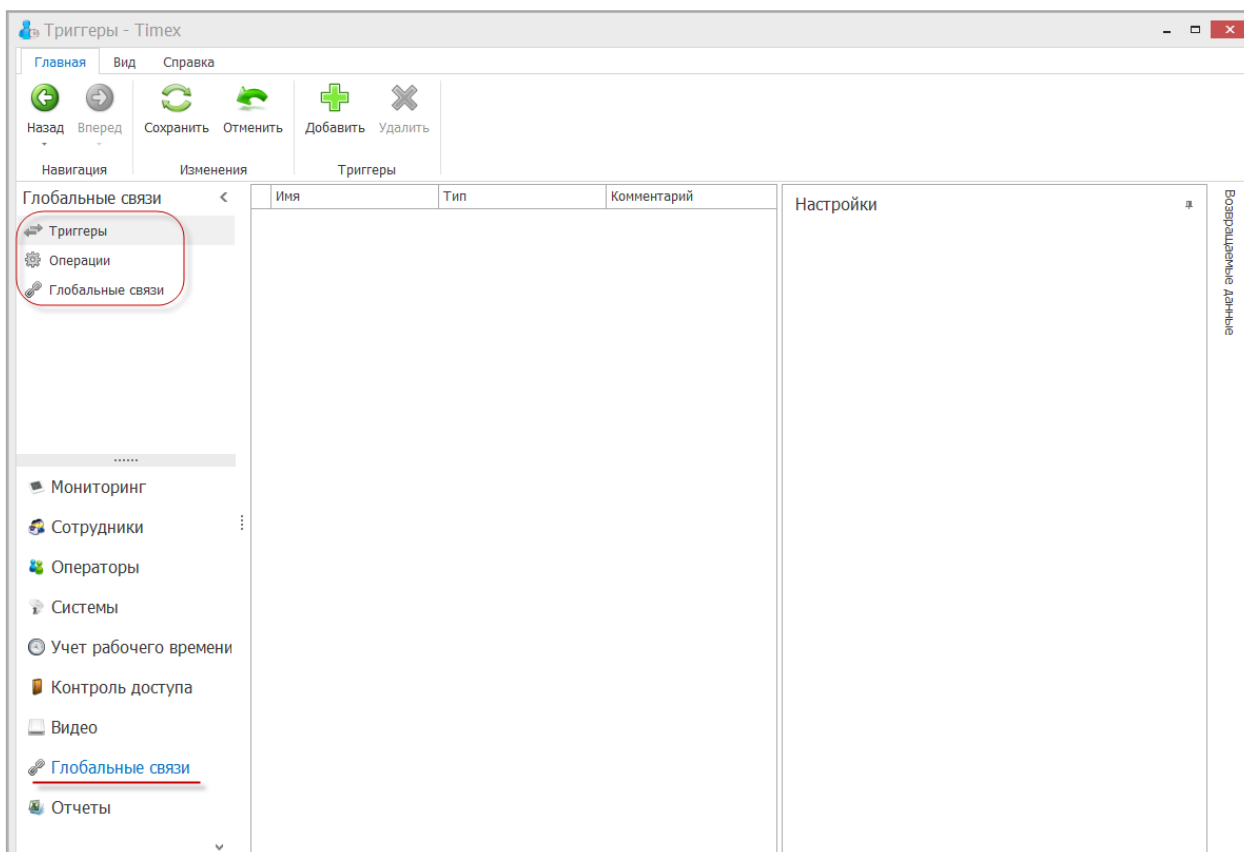 Триггеры - Timex
Главная Вид Справка
Назад Вперед Сохранить Отменить Добавить Удалить
Навигация Изменения Триггеры
Глобальные связи
Триггеры
Операции
Глобальные связи
Мониторинг
Сотрудники
Операторы
Системы
Учет рабочего времени
Контроль доступа
Видео
Глобальные связи
Отчеты
Имя Тип Комментарий
Настройки
Возвращаемые данные